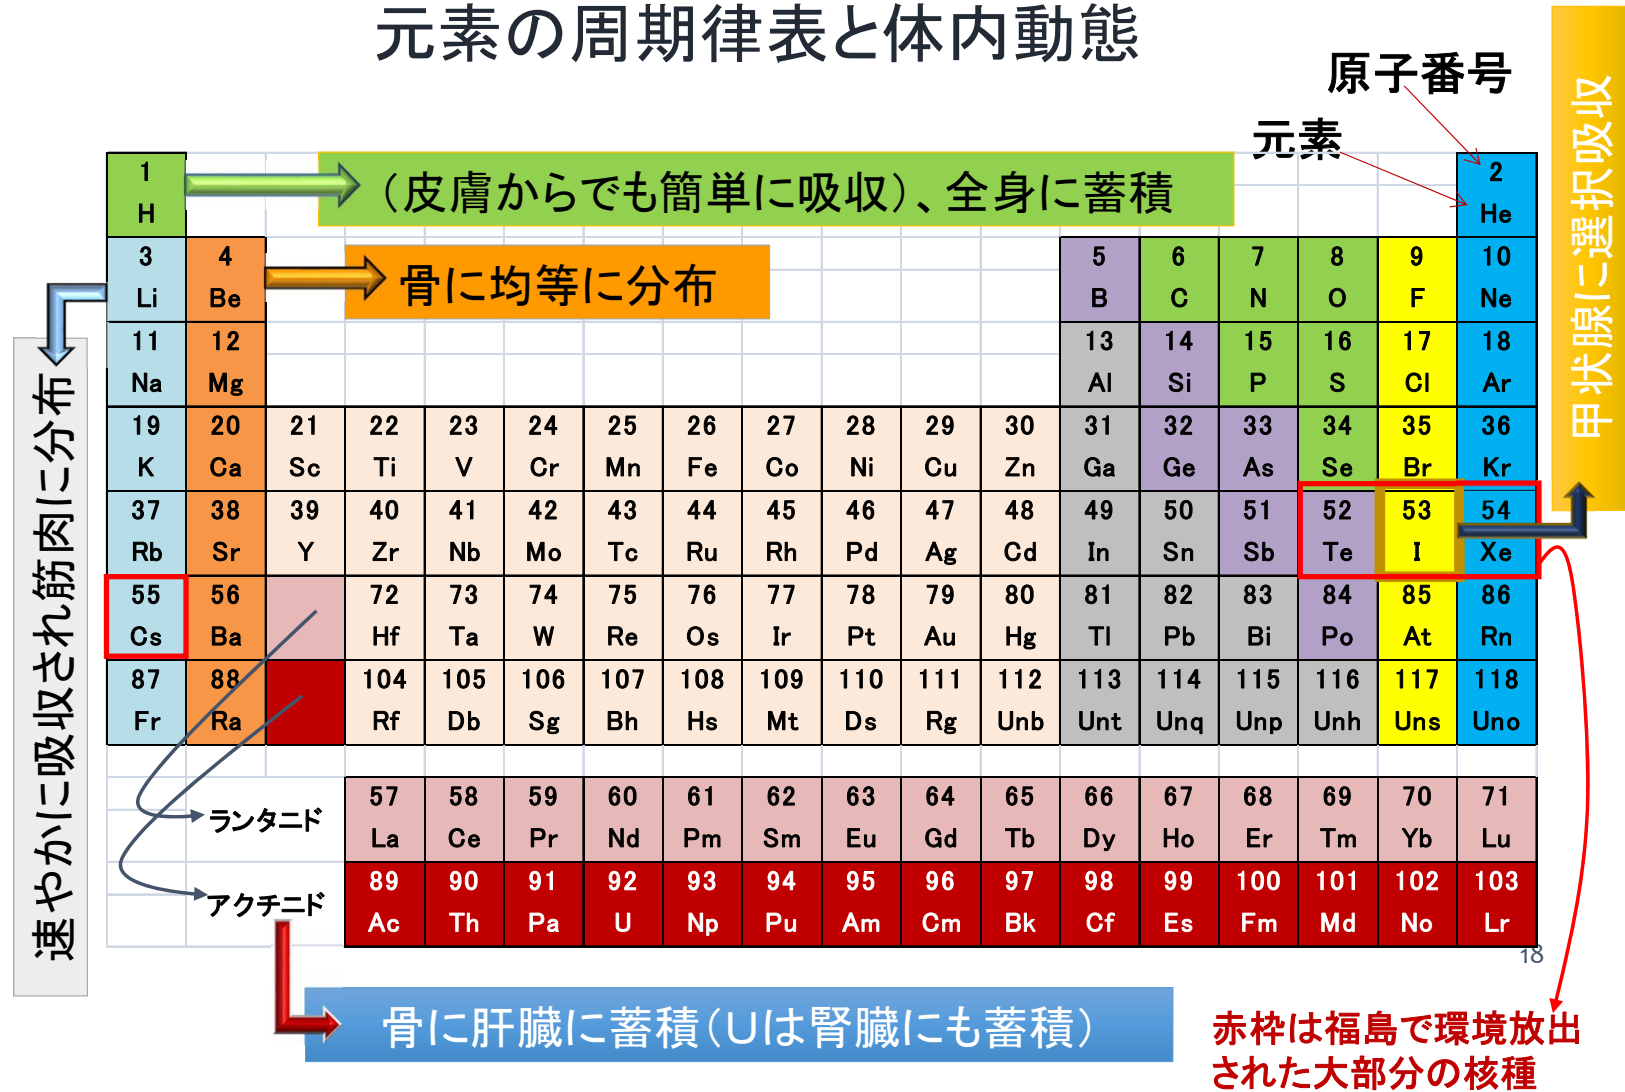 元素の周期律表と体内動態
原子番号
元素
甲状腺に選択吸収
1 2
H He
(皮膚からでも簡単に吸収)、全身に蓄積
3 4 5 6 7 8 9 10
Li Be B C N O F Ne
骨に均等に分布
11 12 13 14 15 16 17 18
Na Mg Al Si P S Cl Ar
速やかに吸収され筋肉に分布
19 20 21 22 23 24 25 26 27 28 29 30 31 32 33 34 35 36
K Ca Sc Ti V Cr Mn Fe Co Ni Cu Zn Ga Ge As Se Br Kr
37 38 39 40 41 42 43 44 45 46 47 48 49 50 51 52 53 54
Rb Sr Y Zr Nb Mo Tc Ru Rh Pd Ag Cd In Sn Sb Te I Xe
55 56 72 73 74 75 76 77 78 79 80 81 82 83 84 85 86
Cs Ba Hf Ta W Re Os Ir Pt Au Hg Tl Pb Bi Po At Rn
87 88 104 105 106 107 108 109 110 111 112 113 114 115 116 117 118
Fr Ra Rf Db Sg Bh Hs Mt Ds Rg Unb Unt Unq Unp Unh Uns Uno
ランタニド
57 58 59 60 61 62 63 64 65 66 67 68 69 70 71
La Ce Pr Nd Pm Sm Eu Gd Tb Dy Ho Er Tm Yb Lu
アクチニド
89 90 91 92 93 94 95 96 97 98 99 100 101 102 103
Ac Th Pa U Np Pu Am Cm Bk Cf Es Fm Md No Lr
18
骨に肝臓に蓄積(Uは腎臓にも蓄積)
赤枠は福島で環境放出
された大部分の核種